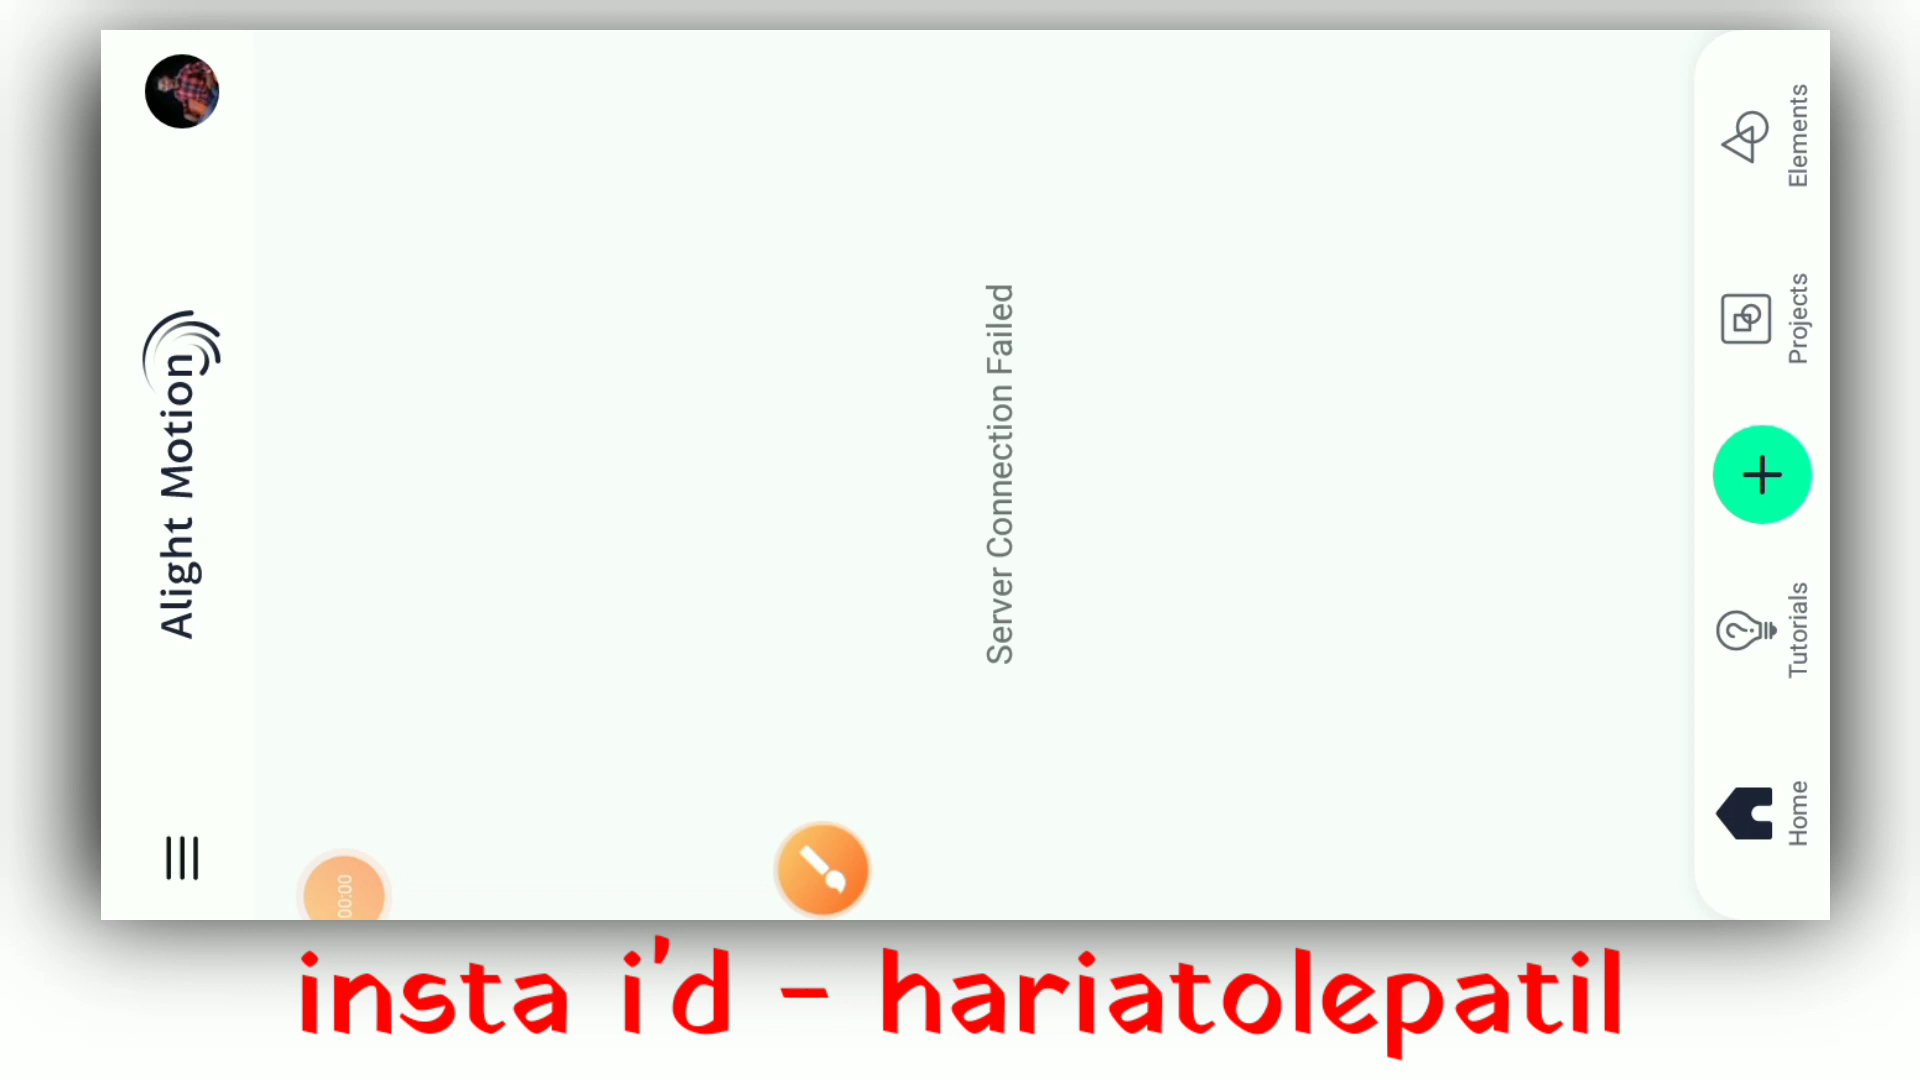 Alight Motion
00:00
Server Connection Failed
Home
Tutorials
Projects
Elements
insta i'd - hariatolepatil